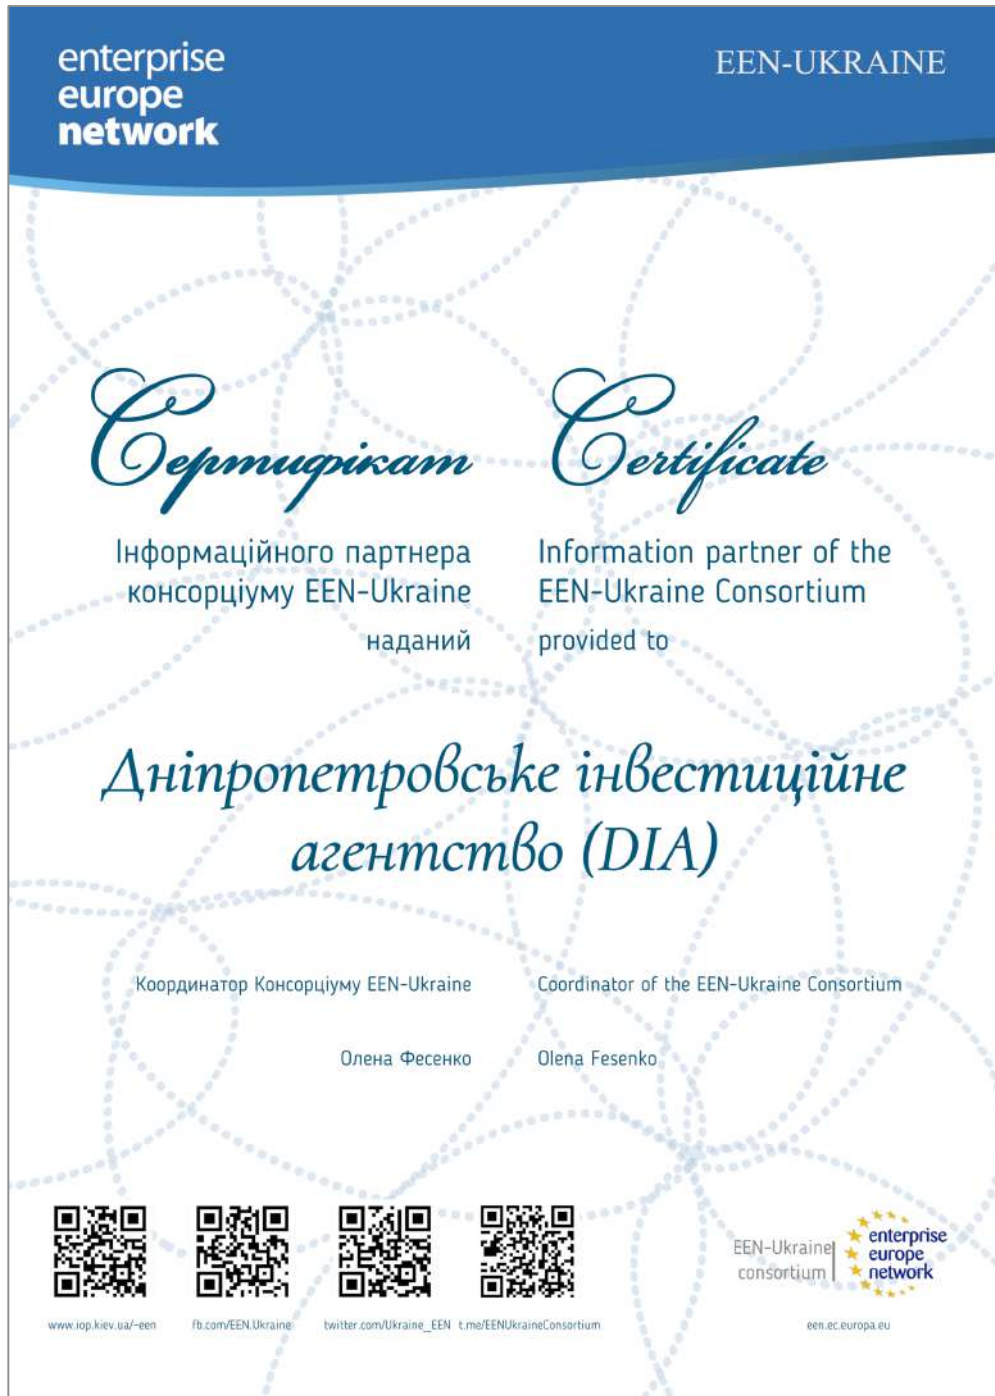 enterprise
europe
network
EEN-UKRAINE
Сертифікат
Certificate
Інформаційного партнера
консорціуму EEN-Ukraine
наданий
Information partner of the
EEN-Ukraine Consortium
provided to
Дніпропетровське інвестиційне
агентство (DIA)
Координатор Консорціуму EEN-Ukraine
Coordinator of the EEN-Ukraine Consortium
Олена Фесенко
Olena Fesenko
EEN-Ukraine
consortium
enterprise
europe
network
www.iop.kiev.ua/~een
fb.com/EEN.Ukraine
twitter.com/Ukraine_EEN
t.me/EENUkraineConsortium
een.ec.europa.eu